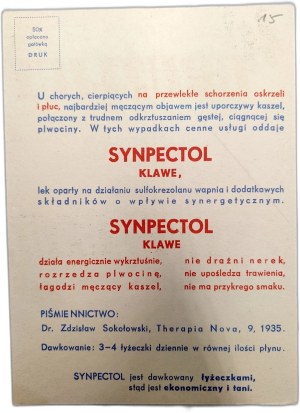 15
50%
opłacono
gotówką
DRUK
U chorych, cierpiących na przewlekłe schorzenia oskrzeli
i płuc, najbardziej męczącym objawem jest uporczywy kaszel,
połączony z trudnem odkrztuszaniem gęstej, ciągnącej się
plwociny. W tych wypadkach cenne usługi oddaje
SYNPECTOL
KLAWE,
lek oparty na działaniu sulfokrezolanu wapnia i dodatkowych
składników o wpływie synergetycznym.
SYNPECTOL
KLAWE
działa energicznie wykrztuśnie, nie drażni nerek,
rozrzedza plwocinę, nie upośledza trawienia,
łagodzi męczący kaszel, nie ma przykrego smaku.
PIŚMIENNICTWO:
Dr. Zdzisław Sokołowski, Therapia Nova, 9, 1935.
Dawkowanie: 3–4 łyżeczki dziennie w równej ilości płynu.
SYNPECTOL jest dawkowany łyżeczkami,
stąd jest ekonomiczny i tani.